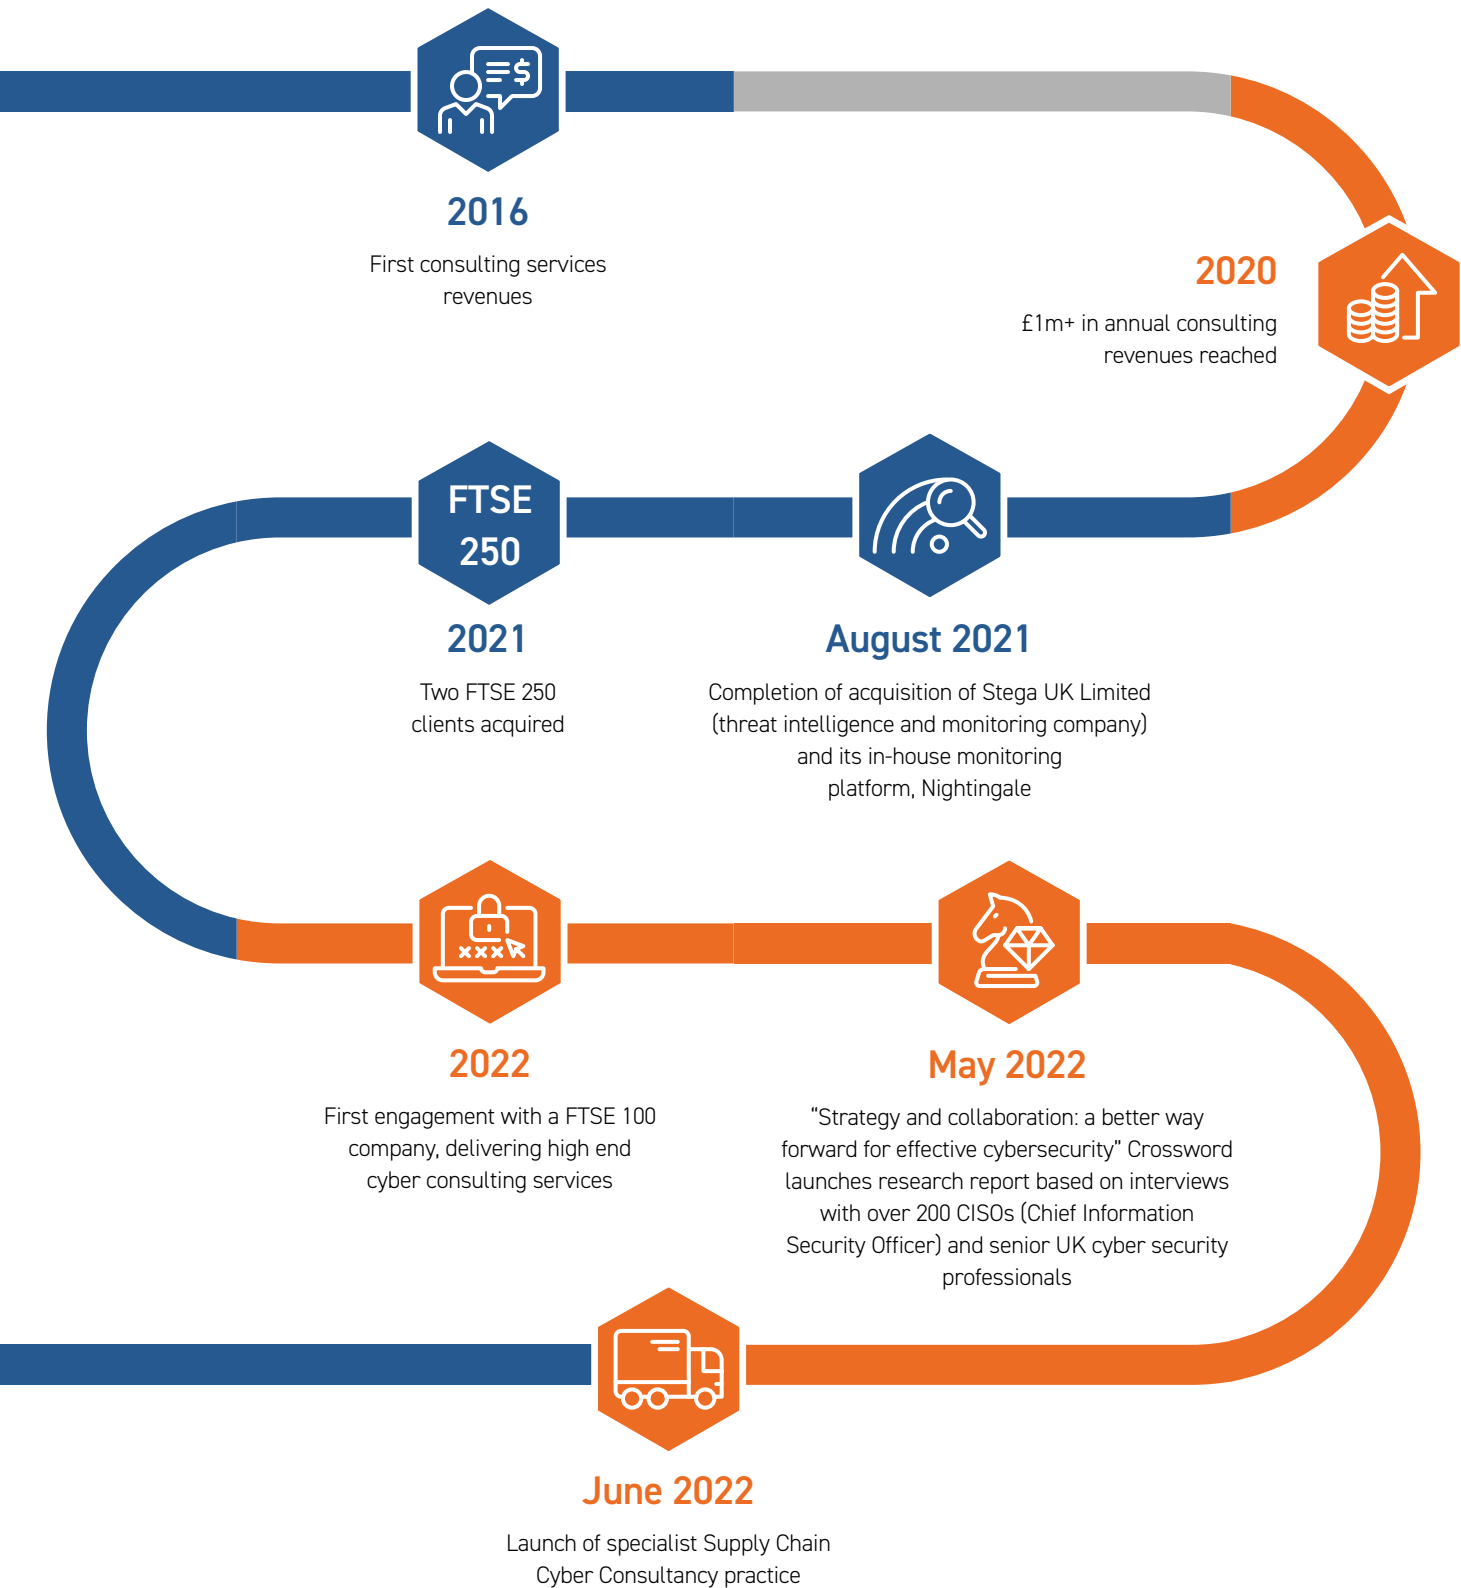 2016
First consulting services
revenues
2020
£1m+ in annual consulting
revenues reached
August 2021
Completion of acquisition of Stega UK Limited
(threat intelligence and monitoring company)
and its in-house monitoring
platform, Nightingale
FTSE
250
2021
Two FTSE 250
clients acquired
2022
First engagement with a FTSE 100
company, delivering high end
cyber consulting services
May 2022
“Strategy and collaboration: a better way
forward for effective cybersecurity” Crossword
launches research report based on interviews
with over 200 CISOs (Chief Information
Security Officer) and senior UK cyber security
professionals
June 2022
Launch of specialist Supply Chain
Cyber Consultancy practice